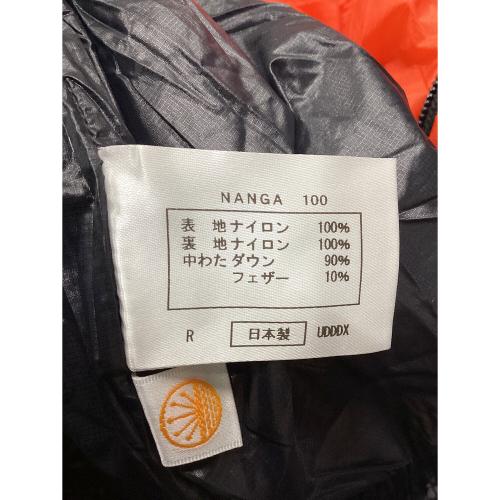 NANGA 100
表 地 ナイロン 100%
裏 地 ナイロン 100%
中わた ダウン 90%
フェザー 10%
R 日本製 UDDDX